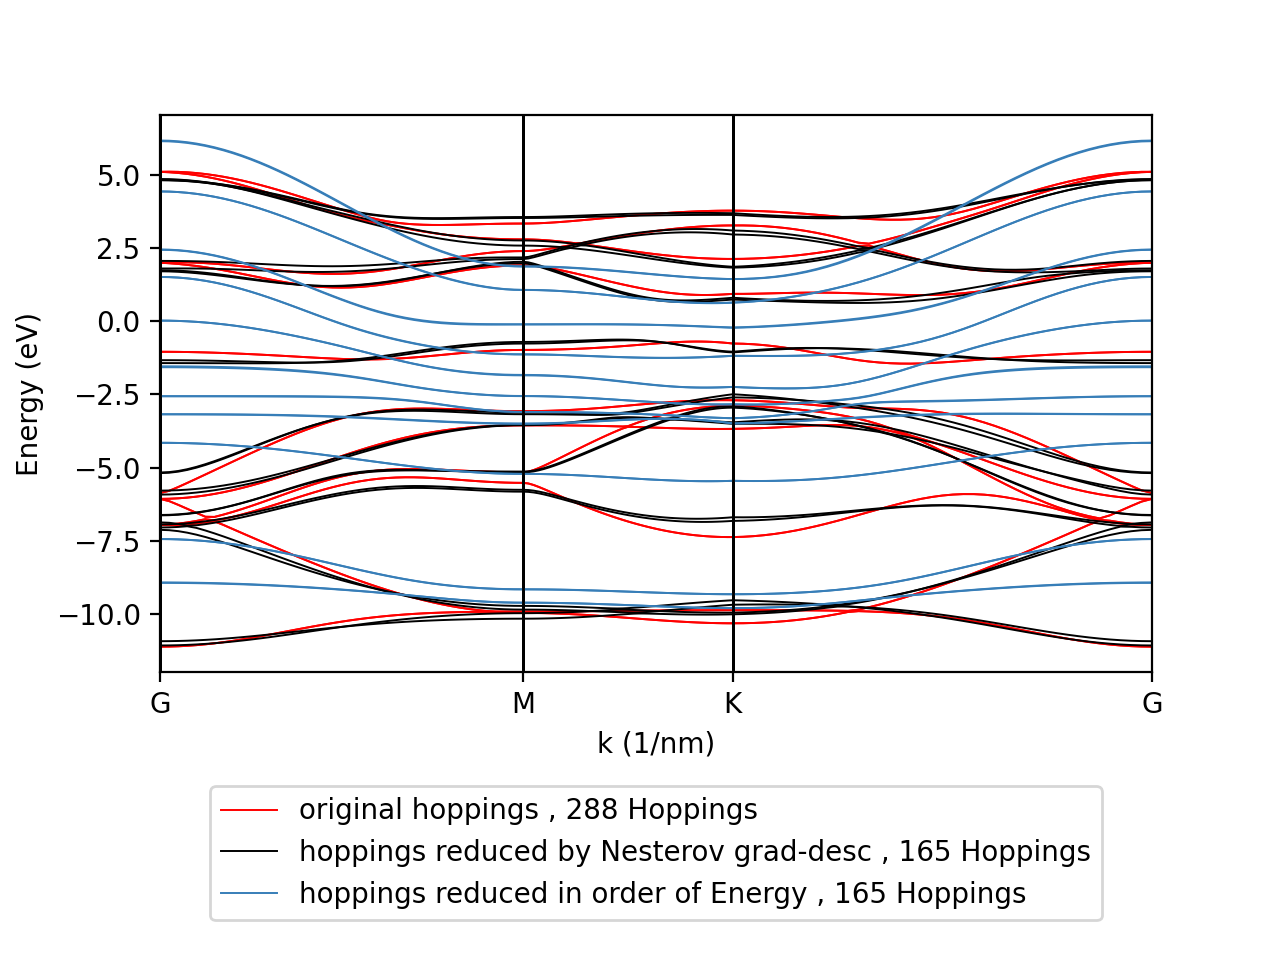 Energy (eV)
5.0
2.5
0.0
−2.5
−5.0
−7.5
−10.0
G M K G
k (1/nm)
original hoppings , 288 Hoppings
hoppings reduced by Nesterov grad-desc , 165 Hoppings
hoppings reduced in order of Energy , 165 Hoppings